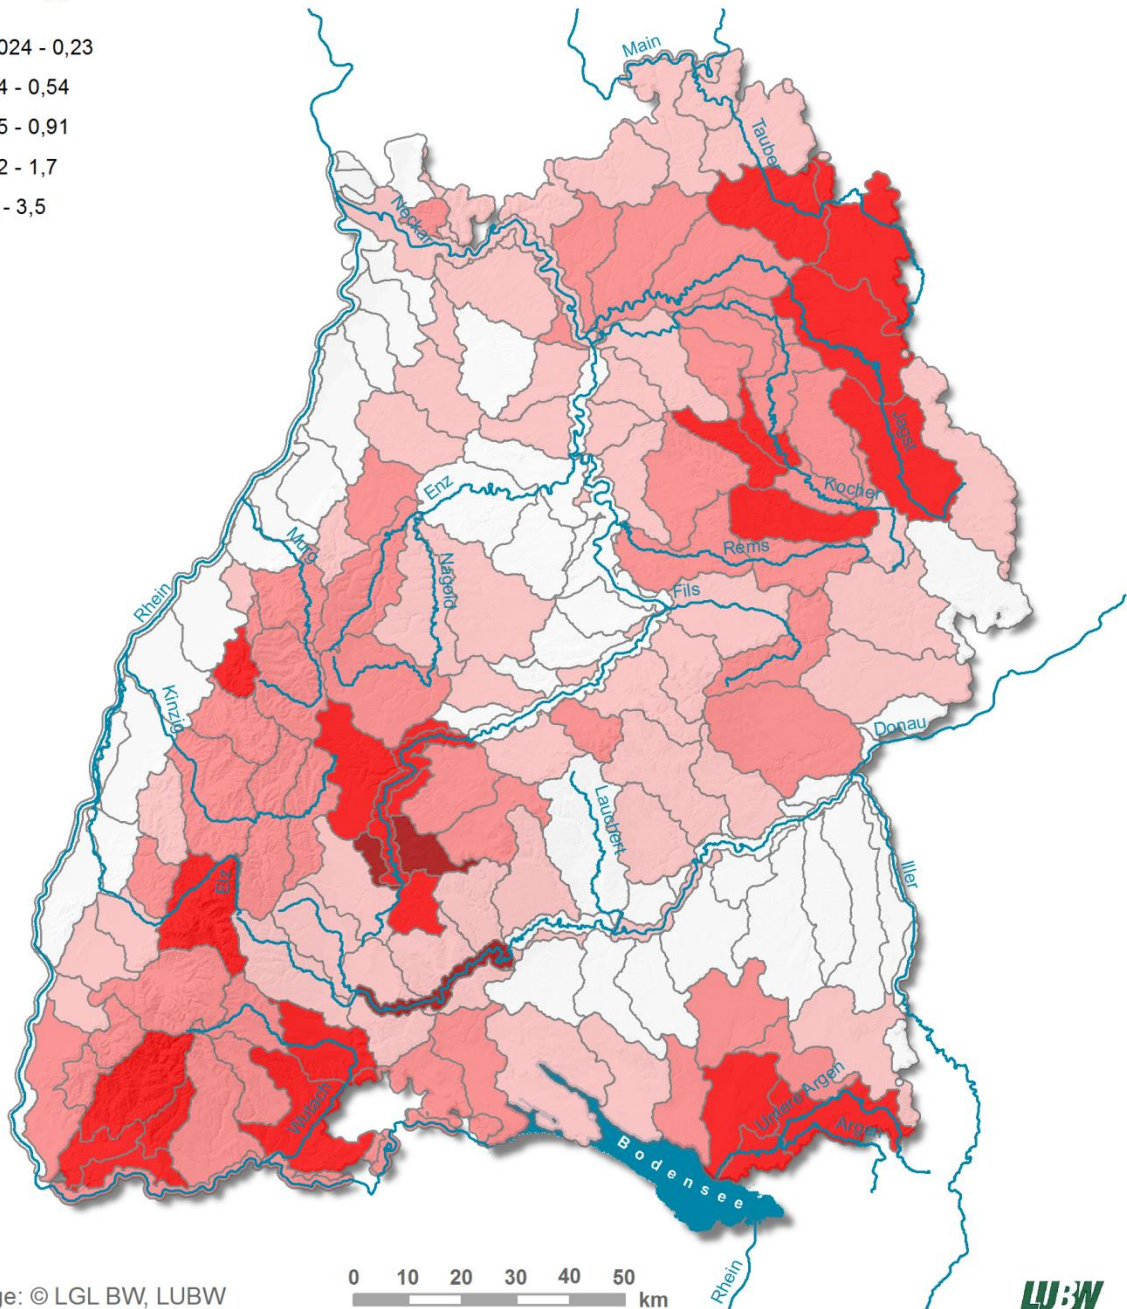 024 - 0,23
4 - 0,54
5 - 0,91
2 - 1,7
- 3,5
Main
Tauber
Neckar
Jagst
Kocher
Enz
Murg
Nagold
Rems
Rhein
Fils
Kinzig
Donau
Lauchert
Iller
Elz
Wutach
Untere Argen
Argen
Bodensee
Rhein
ge: © LGL BW, LUBW
0 10 20 30 40 50
km
LUBW